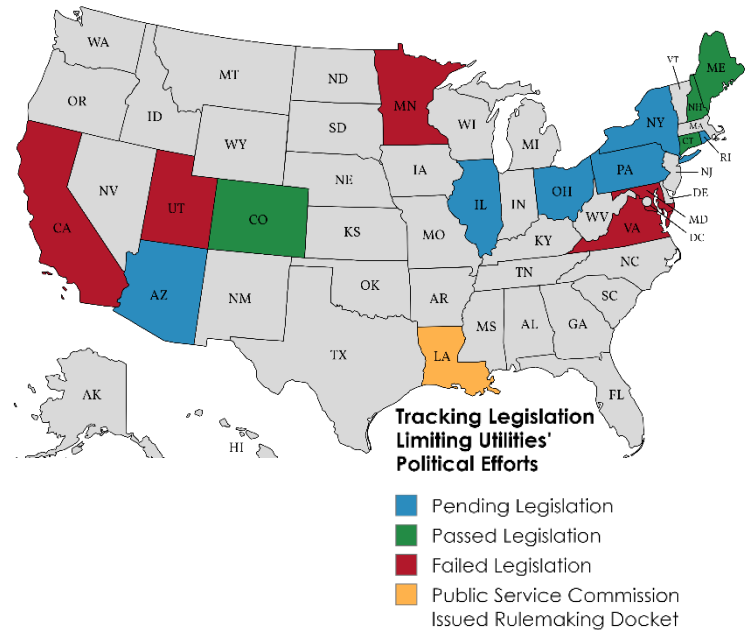 WA
MT
ND
MN
VT
ME
OR
ID
SD
WI
MI
NY
NH
MA
WY
IA
CT
RI
NE
PA
NJ
NV
UT
CO
IL
IN
OH
DE
CA
KS
MO
WV
VA
MD
KY
DC
AZ
NM
OK
AR
TN
NC
SC
TX
LA
MS
AL
GA
AK
HI
FL
Tracking Legislation
Limiting Utilities'
Political Efforts
Pending Legislation
Passed Legislation
Failed Legislation
Public Service Commission
Issued Rulemaking Docket